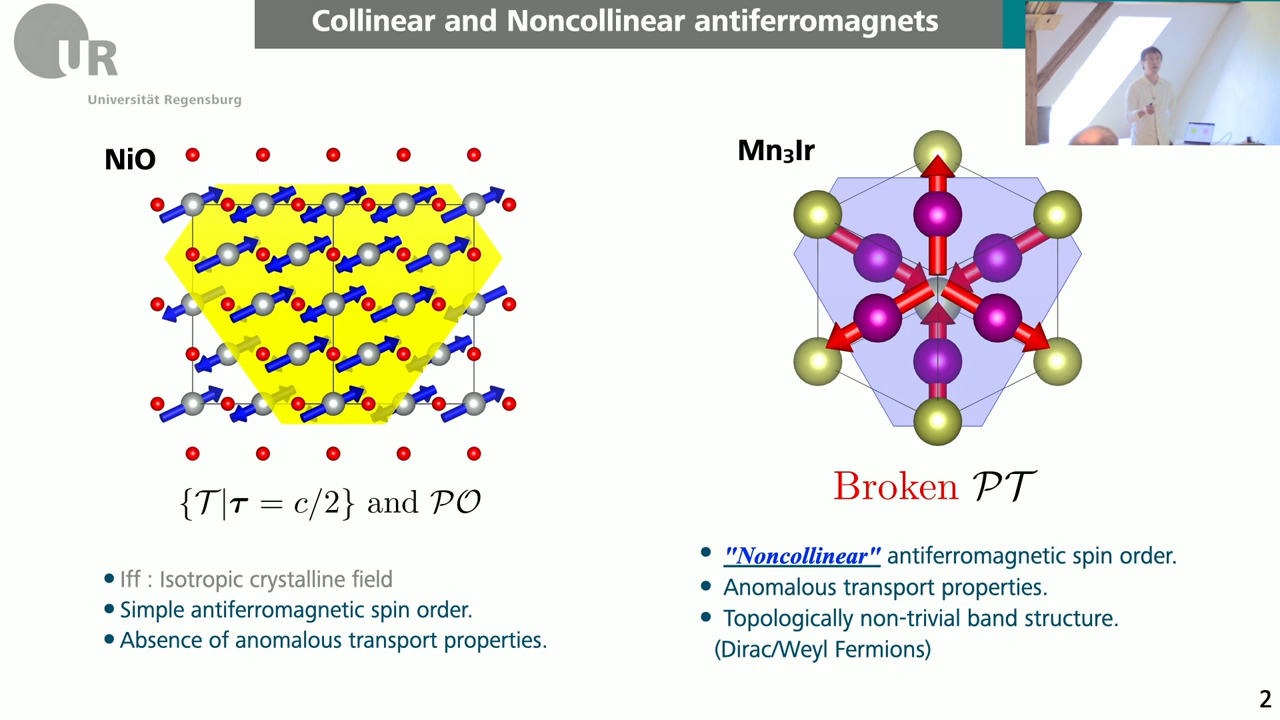 Collinear and Noncollinear antiferromagnets
UR
Universität Regensburg
NiO
{𝒯|τ = c/2} and 𝒫𝒪
• Iff : Isotropic crystalline field
• Simple antiferromagnetic spin order.
• Absence of anomalous transport properties.
Mn₃Ir
Broken 𝒫𝒯
• "Noncollinear" antiferromagnetic spin order.
• Anomalous transport properties.
• Topologically non-trivial band structure.
(Dirac/Weyl Fermions)
2